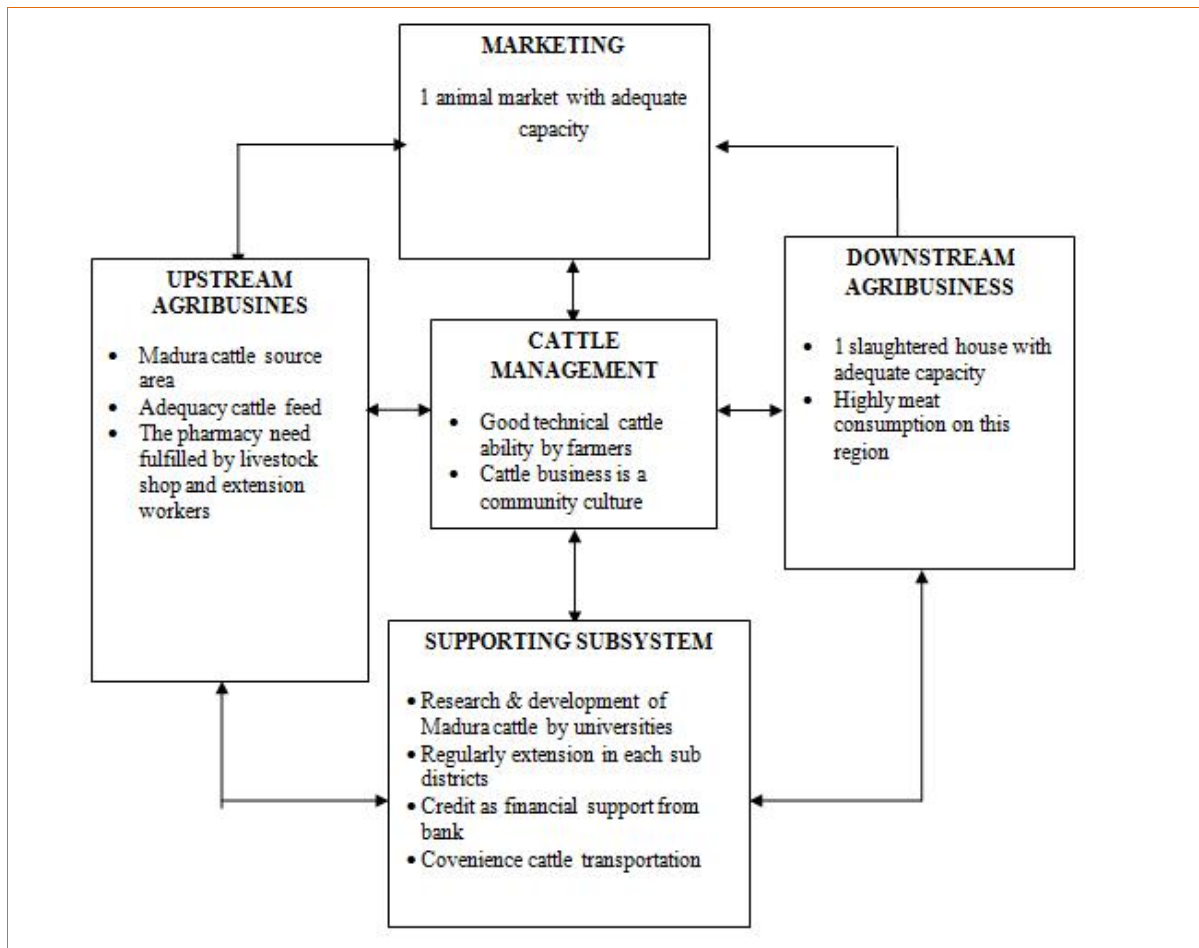 MARKETING
1 animal market with adequate
capacity
UPSTREAM
AGRIBUSINES
• Madura cattle source
area
• Adequacy cattle feed
• The pharmacy need
fulfilled by livestock
shop and extension
workers
CATTLE
MANAGEMENT
• Good technical cattle
ability by farmers
• Cattle business is a
community culture
DOWNSTREAM
AGRIBUSINESS
• 1 slaughtered house with
adequate capacity
• Highly meat
consumption on this
region
SUPPORTING SUBSYSTEM
• Research & development of
Madura cattle by universities
• Regularly extension in each sub
districts
• Credit as financial support from
bank
• Covenience cattle transportation